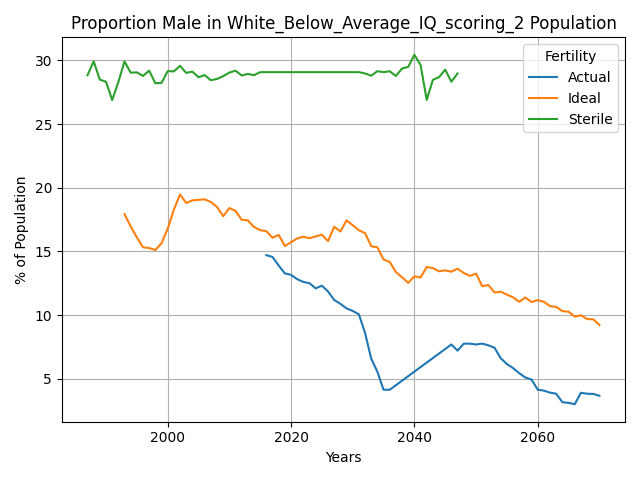 Proportion Male in White_Below_Average_IQ_scoring_2 Population
Fertility
Actual
Ideal
Sterile
% of Population
30
25
20
15
10
5
2000
2020
2040
2060
Years